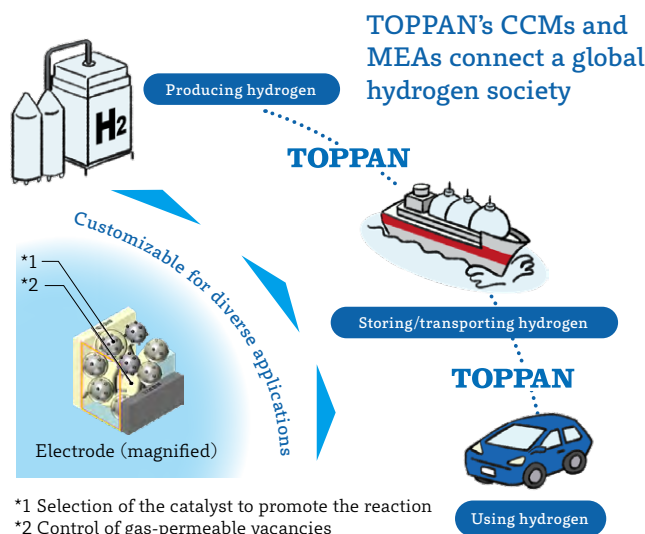 TOPPAN's CCMs and
MEAs connect a global
hydrogen society
Producing hydrogen
H2
TOPPAN
Customizable for diverse applications
*1
*2
Storing/transporting hydrogen
TOPPAN
Electrode (magnified)
*1 Selection of the catalyst to promote the reaction
*2 Control of gas-permeable vacancies
Using hydrogen